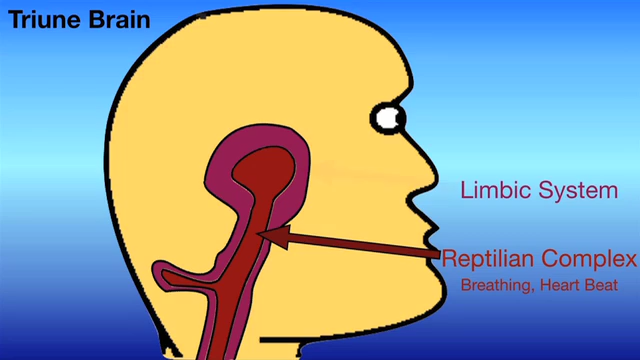 Triune Brain
Limbic System
Reptilian Complex
Breathing, Heart Beat